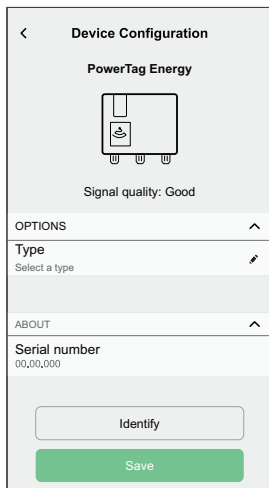 Device Configuration
PowerTag Energy
Signal quality: Good
OPTIONS
Type
Select a type
ABOUT
Serial number
00,00,000
Identify
Save